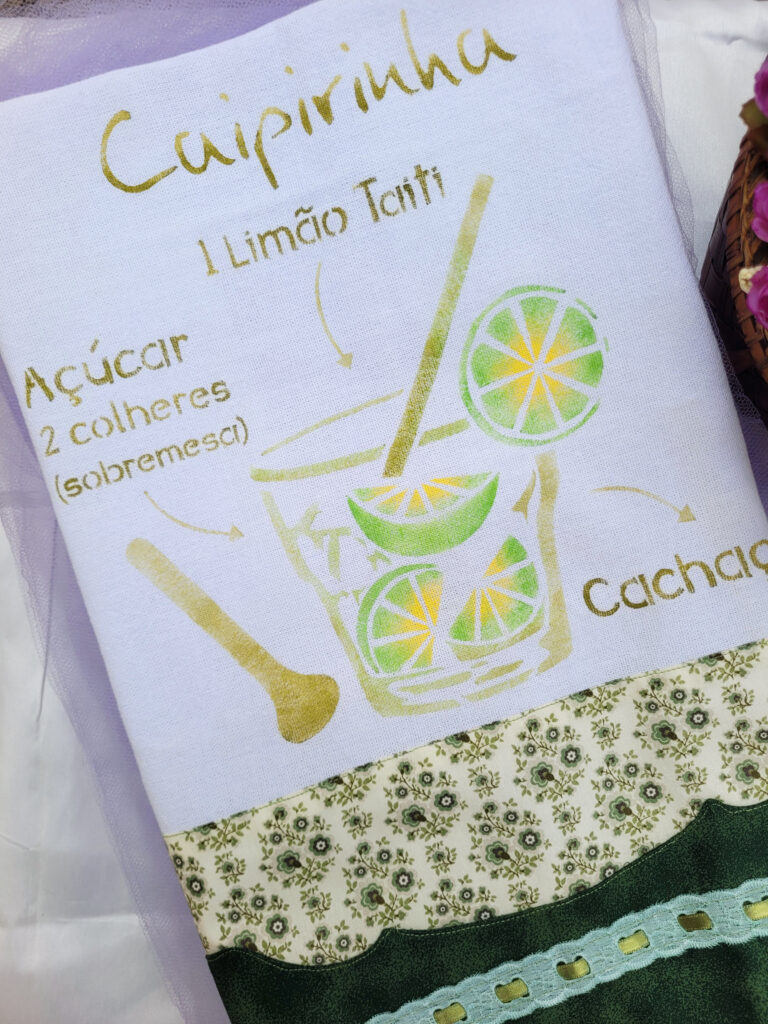 Caipirinha
1 Limão Taiti
Açúcar
2 colheres
(sobremesa)